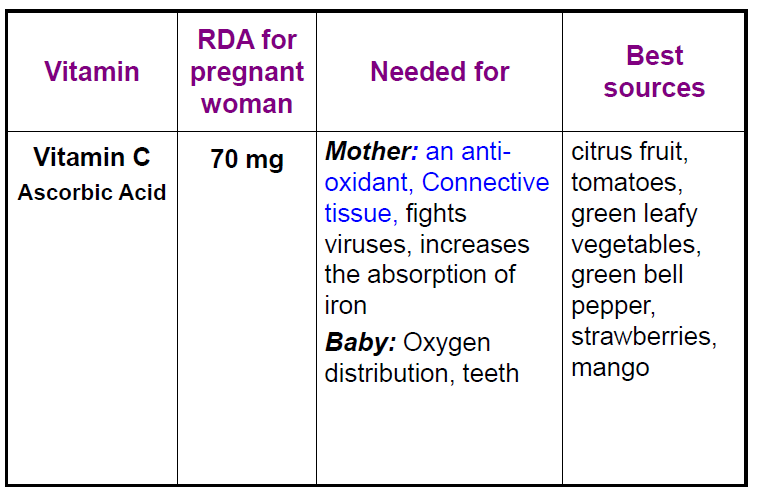 Vitamin
RDA for
pregnant
woman
Needed for
Best
sources
Vitamin C
Ascorbic Acid
70 mg
Mother: an anti-
oxidant, Connective
tissue, fights
viruses, increases
the absorption of
iron
Baby: Oxygen
distribution, teeth
citrus fruit,
tomatoes,
green leafy
vegetables,
green bell
pepper,
strawberries,
mango